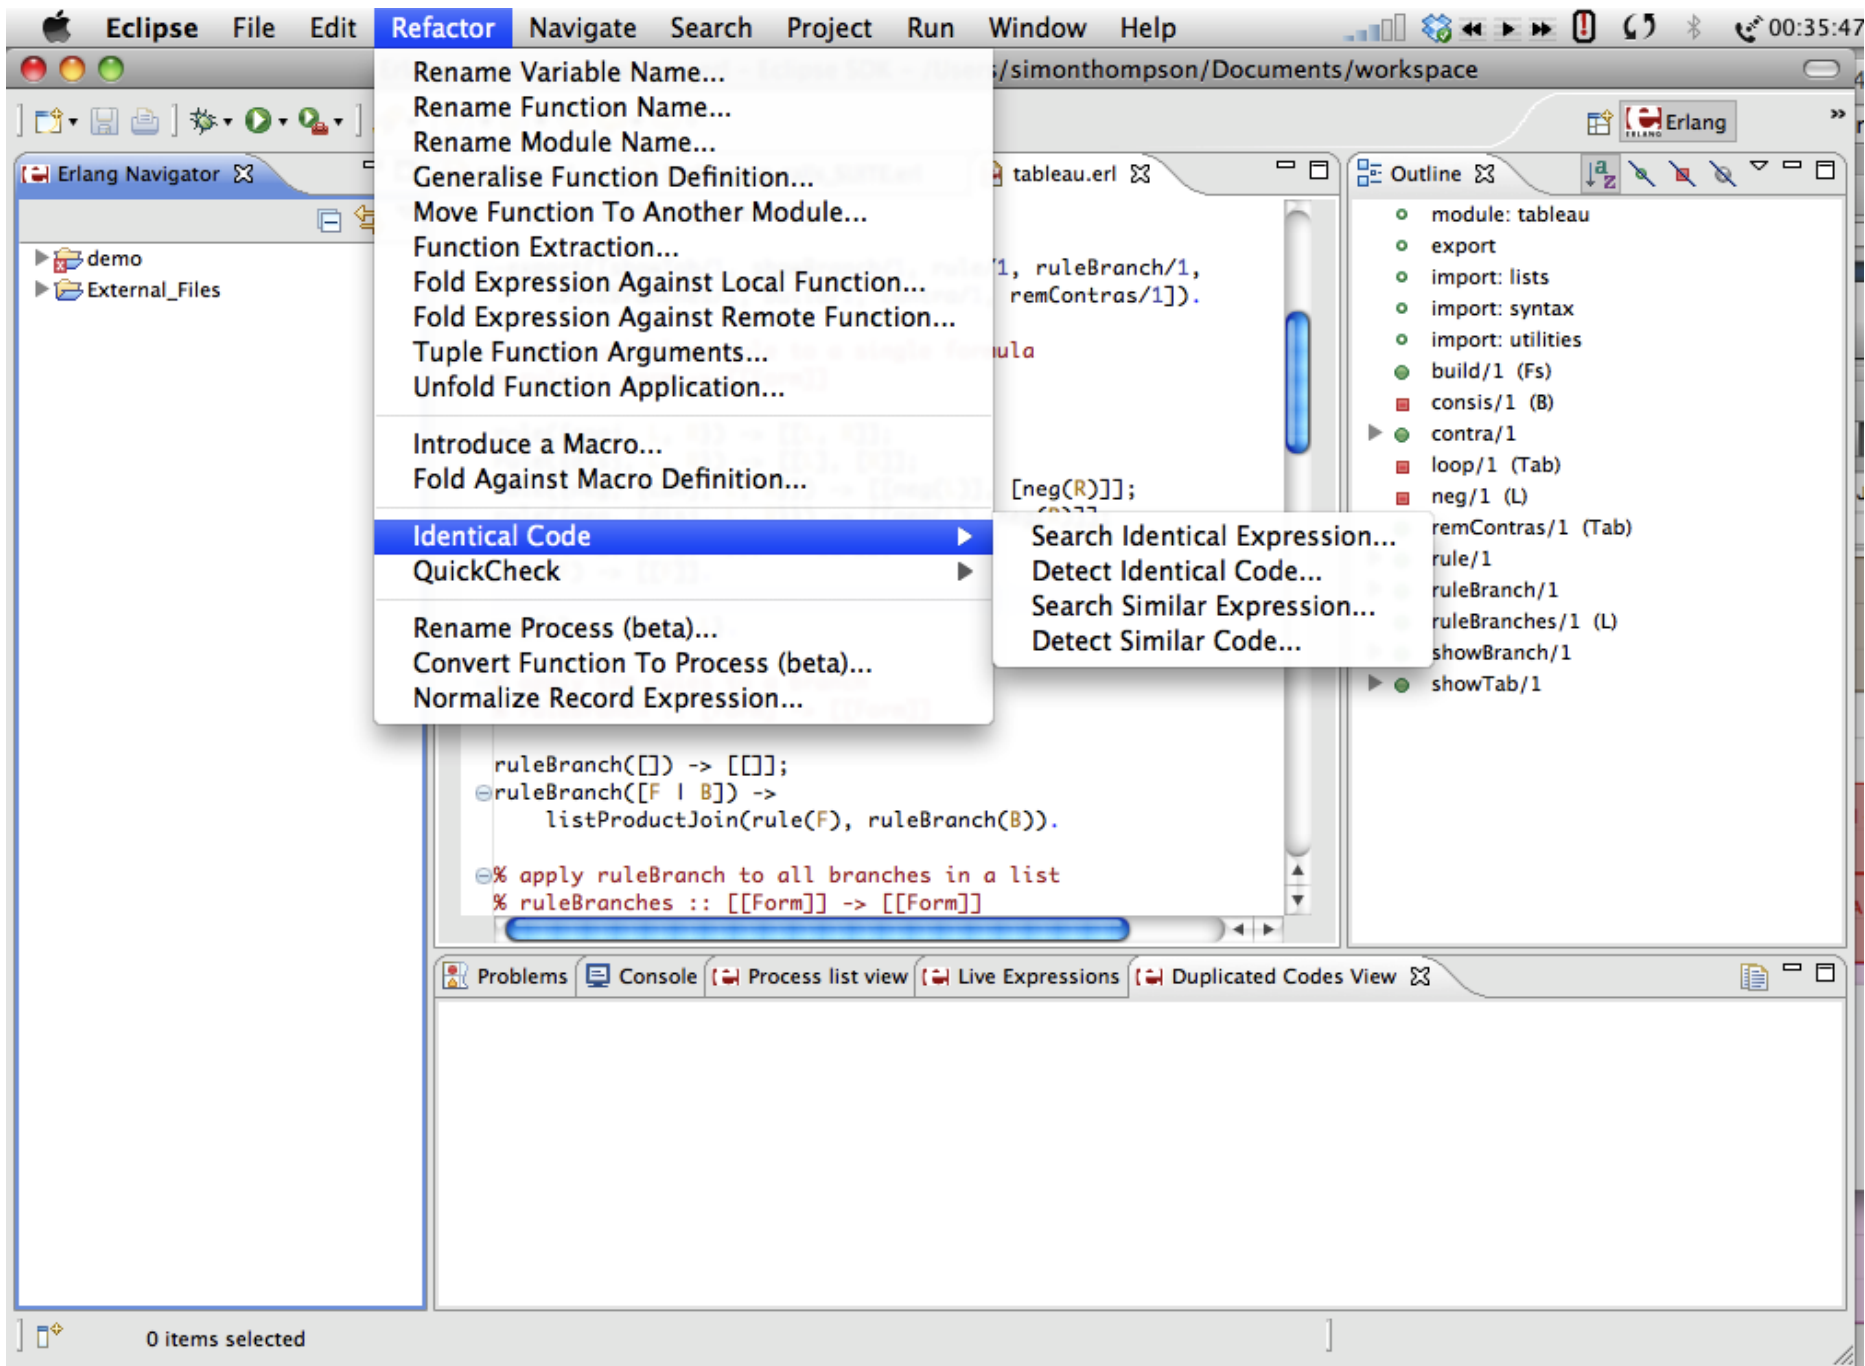 Eclipse File Edit Refactor Navigate Search Project Run Window Help 00:35:47
/simonthompson/Documents/workspace
Erlang
Erlang Navigator
demo
External_Files
Rename Variable Name...
Rename Function Name...
Rename Module Name...
Generalise Function Definition...
Move Function To Another Module...
Function Extraction...
Fold Expression Against Local Function...
Fold Expression Against Remote Function...
Tuple Function Arguments...
Unfold Function Application...
Introduce a Macro...
Fold Against Macro Definition...
Identical Code
QuickCheck
Rename Process (beta)...
Convert Function To Process (beta)...
Normalize Record Expression...
Search Identical Expression...
Detect Identical Code...
Search Similar Expression...
Detect Similar Code...
tableau.erl
/1, ruleBranch/1,
remContras/1]).
[neg(R)]];
ruleBranch([]) -> [[]];
ruleBranch([F | B]) ->
listProductJoin(rule(F), ruleBranch(B)).
% apply ruleBranch to all branches in a list
% ruleBranches :: [[Form]] -> [[Form]]
Outline
module: tableau
export
import: lists
import: syntax
import: utilities
build/1 (Fs)
consis/1 (B)
contra/1
loop/1 (Tab)
neg/1 (L)
remContras/1 (Tab)
rule/1
ruleBranch/1
ruleBranches/1 (L)
showBranch/1
showTab/1
Problems Console Process list view Live Expressions Duplicated Codes View
0 items selected